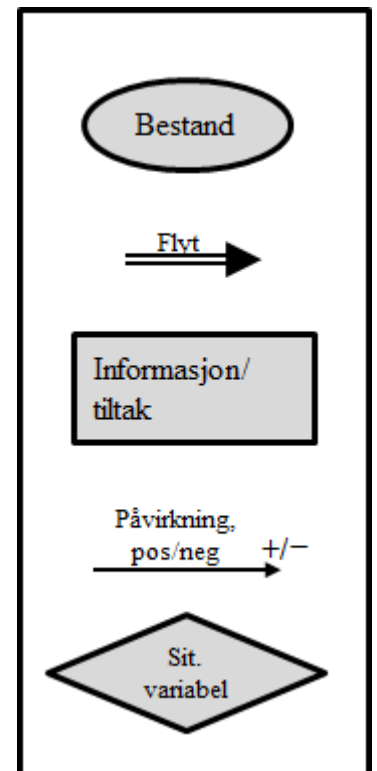 Bestand
Flyt
Informasjon/
tiltak
Påvirkning,
pos/neg +/−
Sit.
variabel